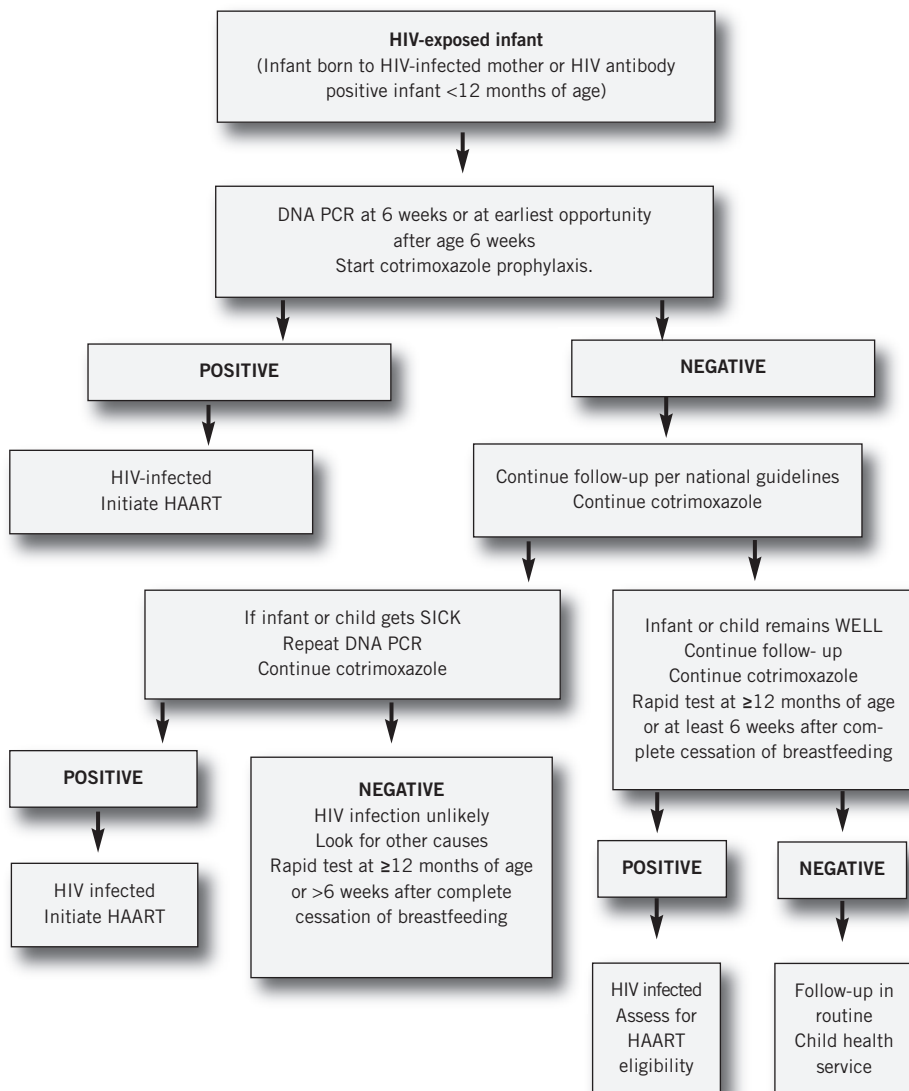 HIV-exposed infant
(Infant born to HIV-infected mother or HIV antibody
positive infant <12 months of age)
DNA PCR at 6 weeks or at earliest opportunity
after age 6 weeks
Start cotrimoxazole prophylaxis.
POSITIVE
NEGATIVE
HIV-infected
Initiate HAART
Continue follow-up per national guidelines
Continue cotrimoxazole
If infant or child gets SICK
Repeat DNA PCR
Continue cotrimoxazole
Infant or child remains WELL
Continue follow- up
Continue cotrimoxazole
Rapid test at ≥12 months of age
or at least 6 weeks after com-
plete cessation of breastfeeding
POSITIVE
HIV infected
Initiate HAART
NEGATIVE
HIV infection unlikely
Look for other causes
Rapid test at ≥12 months of age
or >6 weeks after complete
cessation of breastfeeding
POSITIVE
NEGATIVE
HIV infected
Assess for
HAART
eligibility
Follow-up in
routine
Child health
service